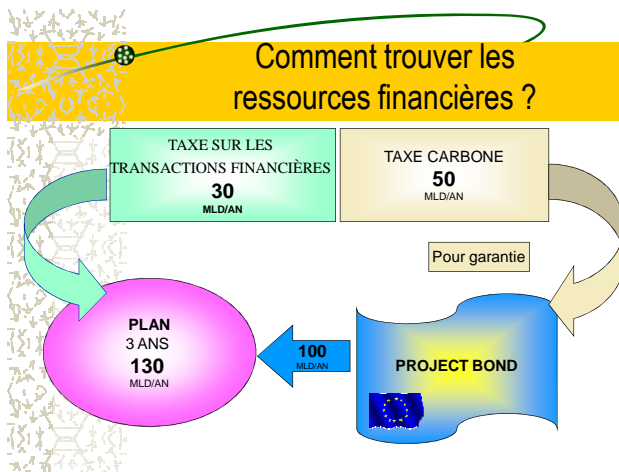 Comment trouver les
ressources financières ?
TAXE SUR LES
TRANSACTIONS FINANCIÈRES
30
MLD/AN
TAXE CARBONE
50
MLD/AN
Pour garantie
PLAN
3 ANS
130
MLD/AN
100
MLD/AN
PROJECT BOND